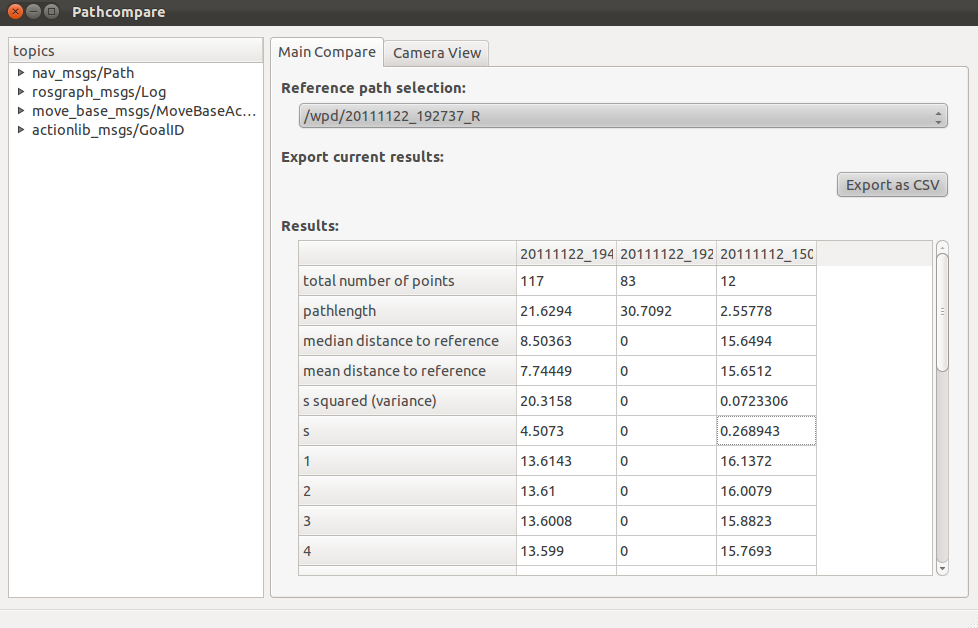 Pathcompare
topics
nav_msgs/Path
rosgraph_msgs/Log
move_base_msgs/MoveBaseAc...
actionlib_msgs/GoalID
Main Compare Camera View
Reference path selection:
/wpd/20111122_192737_R
Export current results:
Export as CSV
Results:
20111122_194 20111122_192 20111112_150
total number of points 117 83 12
pathlength 21.6294 30.7092 2.55778
median distance to reference 8.50363 0 15.6494
mean distance to reference 7.74449 0 15.6512
s squared (variance) 20.3158 0 0.0723306
s 4.5073 0 0.268943
1 13.6143 0 16.1372
2 13.61 0 16.0079
3 13.6008 0 15.8823
4 13.599 0 15.7693